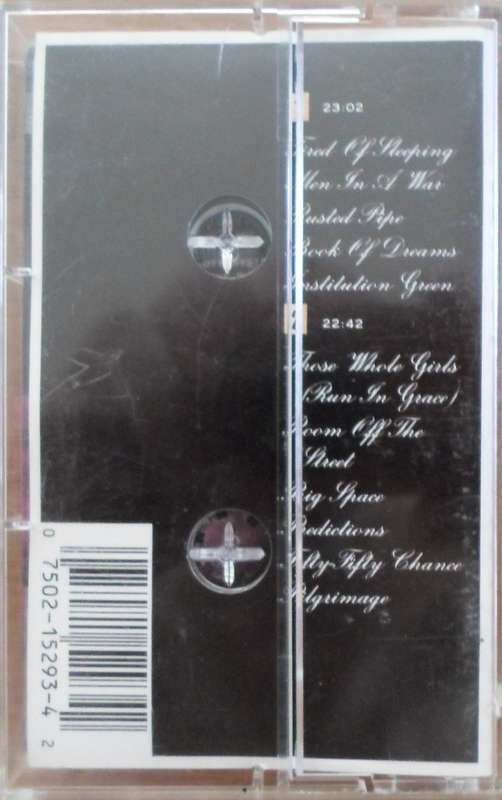 23:02
Tired Of Sleeping
Men In A War
Rusted Pipe
Book Of Dreams
Institution Green
2 22:42
Those Whole Girls
(Run In Grace)
Room Off The
Street
Big Space
Predictions
Fifty-Fifty Chance
Pilgrimage
0 7502-15293-4 2